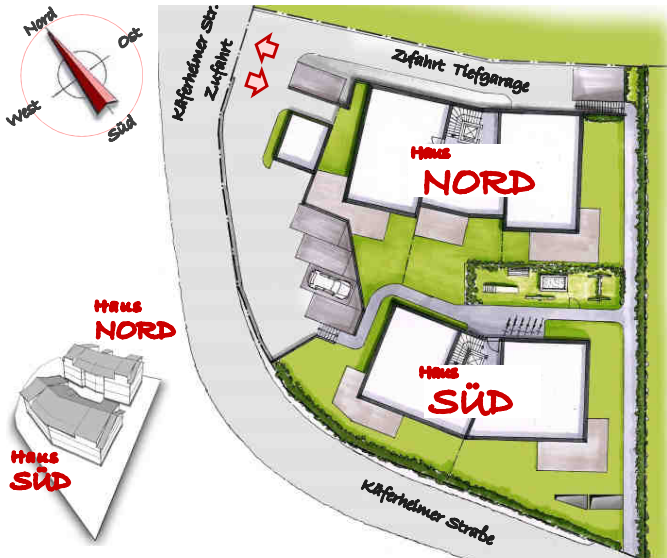 Nord
Ost
West
Süd
Käferheimer Str.
Zufahrt
Zufahrt Tiefgarage
Haus
NORD
Haus
NORD
Haus
SÜD
Haus
SÜD
Käferheimer Straße